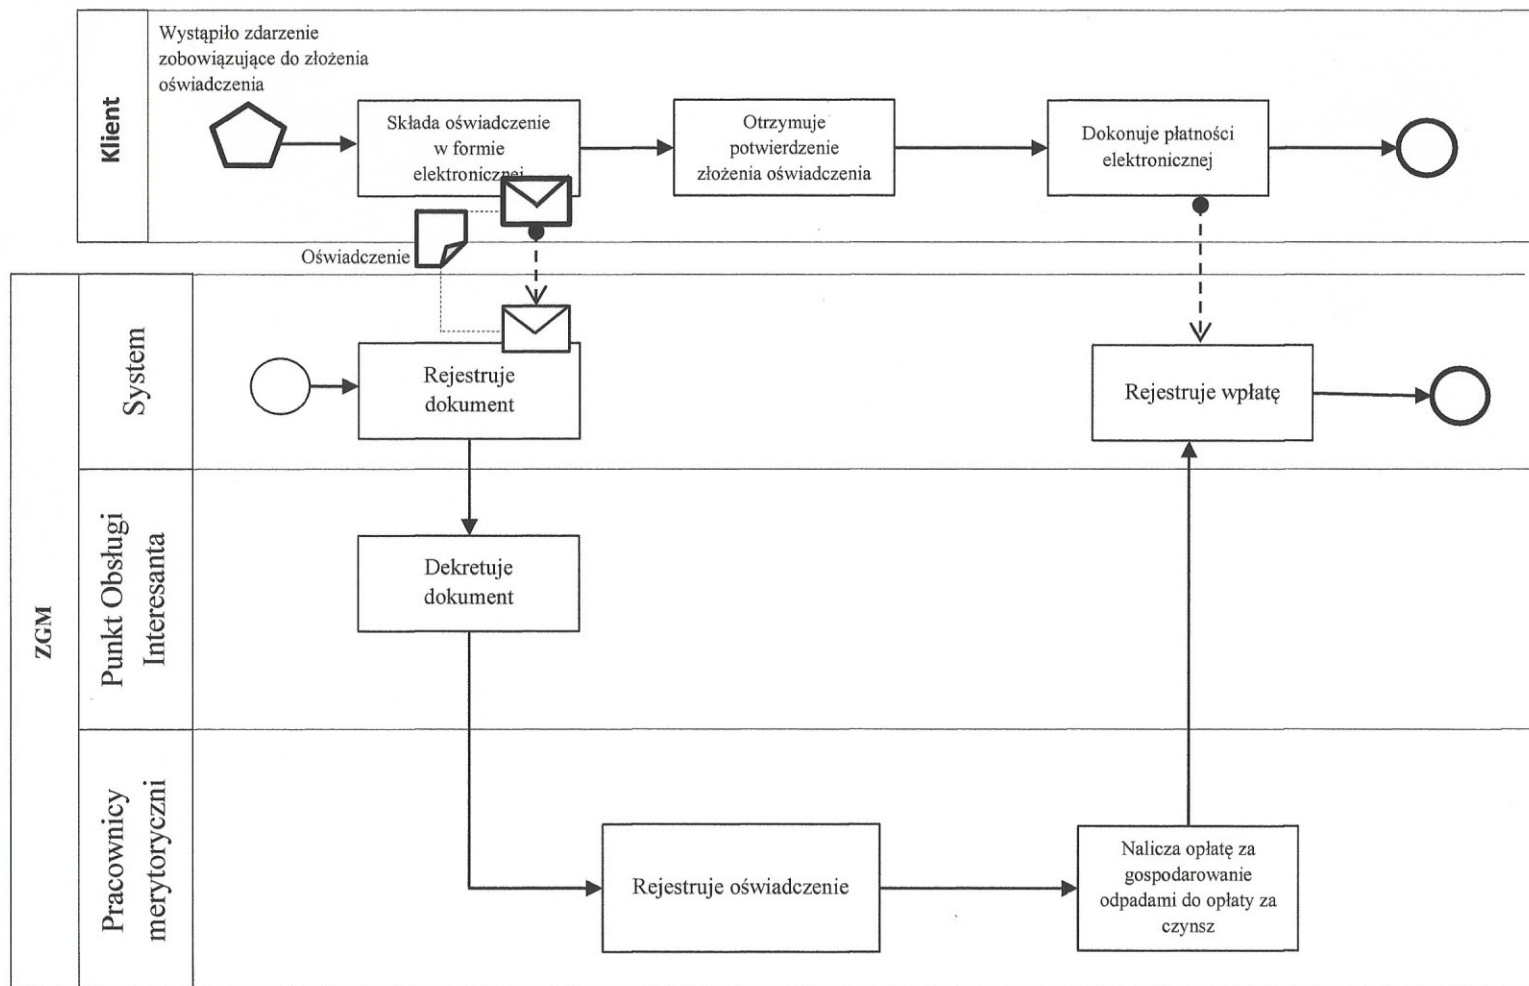 Wystąpiło zdarzenie
zobowiązujące do złożenia
oświadczenia
Klient
Składa oświadczenie
w formie
elektronicznej
Otrzymuje
potwierdzenie
złożenia oświadczenia
Dokonuje płatności
elektronicznej
Oświadczenie
ZGM
System
Rejestruje
dokument
Rejestruje wpłatę
Punkt Obsługi
Interesanta
Dekretuje
dokument
Pracownicy
merytoryczni
Rejestruje oświadczenie
Nalicza opłatę za
gospodarowanie
odpadami do opłaty za
czynsz